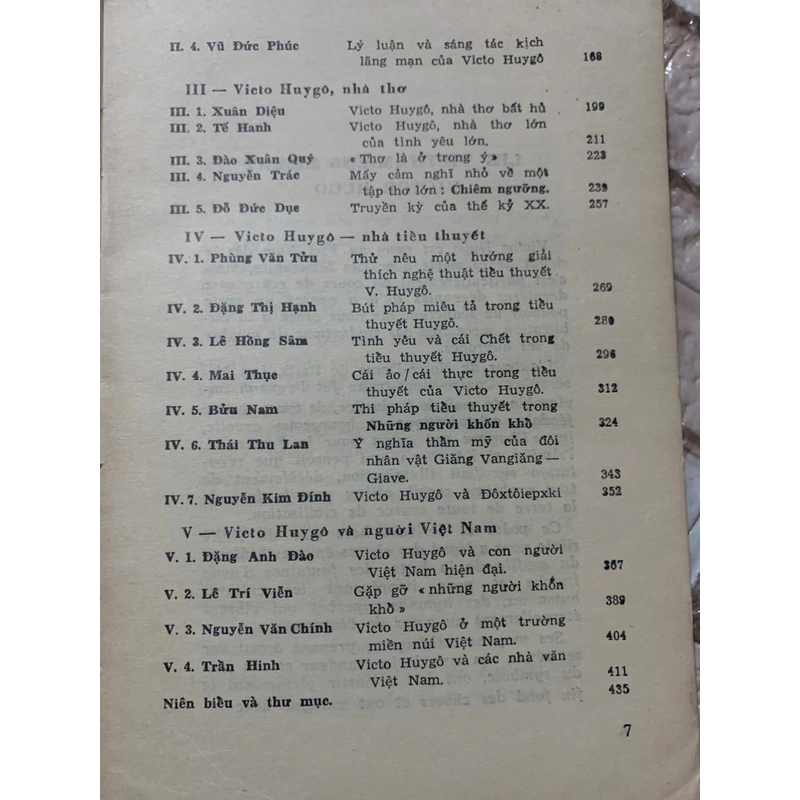 II. 4. Vũ Đức Phúc Lý luận và sáng tác kịch
lãng mạn của Victo Huygô 168
III — Victo Huygô, nhà thơ
III. 1. Xuân Diệu Victo Huygô, nhà thơ bất hủ 199
III. 2. Tế Hanh Victo Huygô, nhà thơ lớn
của tình yêu lớn. 211
III. 3. Đào Xuân Quý « Thơ là ở trong ý» 223
III. 4. Nguyễn Trác Mấy cảm nghĩ nhỏ về một
tập thơ lớn : Chiêm ngưỡng. 239
III. 5. Đỗ Đức Dục Truyền kỳ của thế kỷ XX. 257
IV — Victo Huygô — nhà tiểu thuyết
IV. 1. Phùng Văn Tửu Thử nêu một hướng giải
thích nghệ thuật tiểu thuyết
V. Huygô. 269
IV. 2. Đặng Thị Hạnh Bút pháp miêu tả trong tiểu
thuyết Huygô. 280
IV. 3. Lê Hồng Sâm Tình yêu và cái Chết trong
tiểu thuyết Huygô. 296
IV. 4. Mai Thục Cái ảo/cái thực trong tiểu
thuyết của Victo Huygô. 312
IV. 5. Bửu Nam Thi pháp tiểu thuyết trong
Những người khốn khổ 324
IV. 6. Thái Thu Lan Ý nghĩa thẩm mỹ của đôi
nhân vật Giăng Vangiăng —
Giave. 343
IV. 7. Nguyễn Kim Đính Victo Huygô và Đôxtôiepxki 352
V — Victo Huygô và người Việt Nam
V. 1. Đặng Anh Đào Victo Huygô và con người
Việt Nam hiện đại. 367
V. 2. Lê Trí Viễn Gặp gỡ « những người khốn
khổ » 389
V. 3. Nguyễn Văn Chính Victo Huygô ở một trường
miền núi Việt Nam. 404
V. 4. Trần Hinh Victo Huygô và các nhà văn
Việt Nam. 411
Niên biểu và thư mục. 435
7